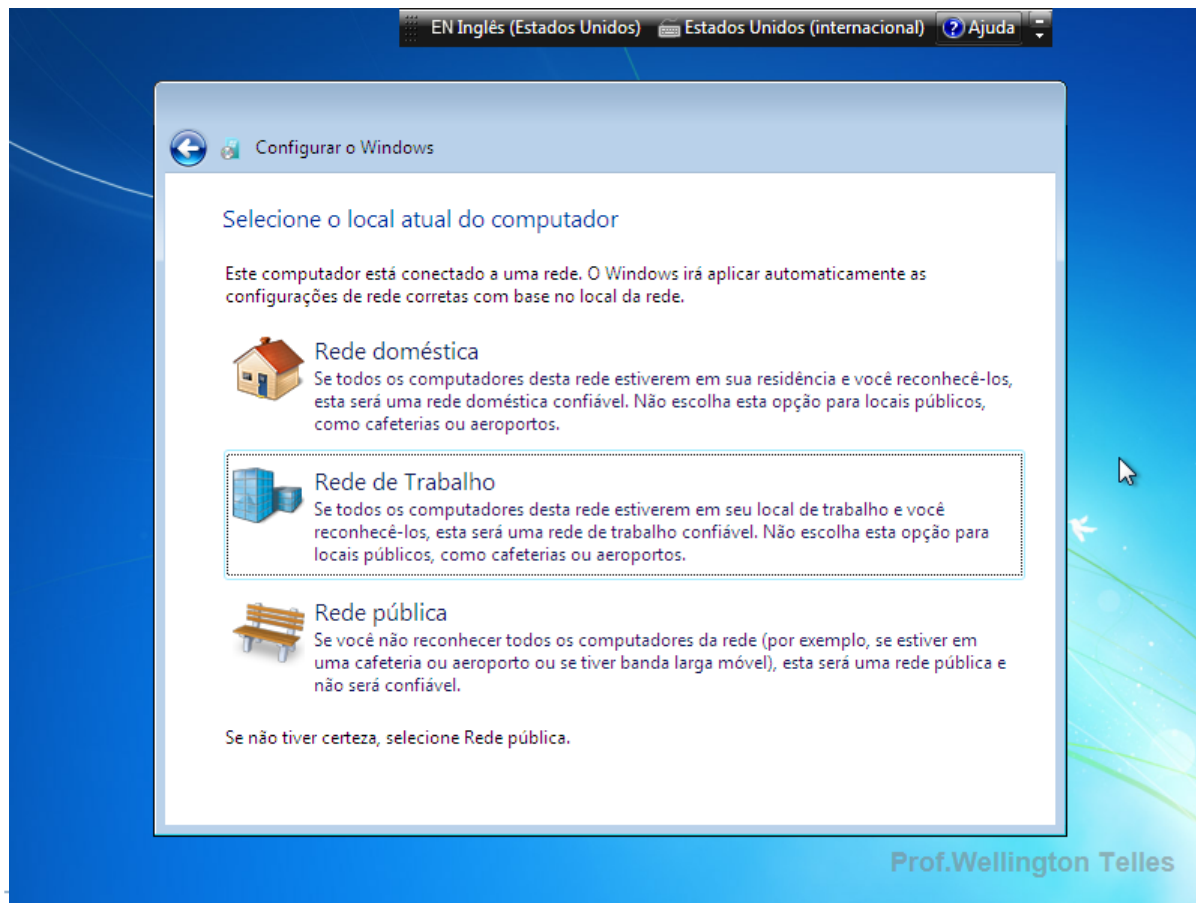 EN Inglês (Estados Unidos) Estados Unidos (internacional) Ajuda
Configurar o Windows
Selecione o local atual do computador
Este computador está conectado a uma rede. O Windows irá aplicar automaticamente as
configurações de rede corretas com base no local da rede.
Rede doméstica
Se todos os computadores desta rede estiverem em sua residência e você reconhecê-los,
esta será uma rede doméstica confiável. Não escolha esta opção para locais públicos,
como cafeterias ou aeroportos.
Rede de Trabalho
Se todos os computadores desta rede estiverem em seu local de trabalho e você
reconhecê-los, esta será uma rede de trabalho confiável. Não escolha esta opção para
locais públicos, como cafeterias ou aeroportos.
Rede pública
Se você não reconhecer todos os computadores da rede (por exemplo, se estiver em
uma cafeteria ou aeroporto ou se tiver banda larga móvel), esta será uma rede pública e
não será confiável.
Se não tiver certeza, selecione Rede pública.
Prof.Wellington Telles